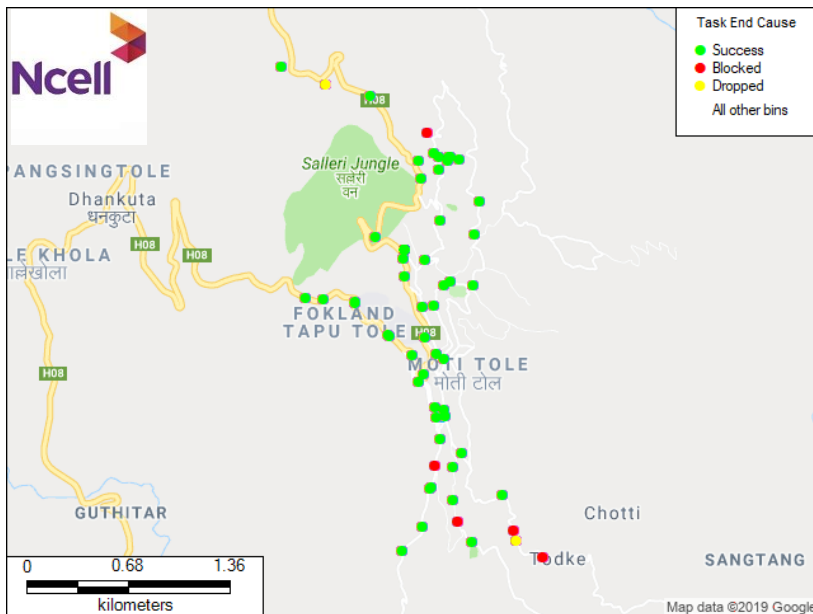 Ncell
Task End Cause
Success
Blocked
Dropped
All other bins
H08
Salleri Jungle
सल्लेरी
वन
PANGSINGTOLE
Dhankuta
धनकुटा
H08
H08
LE KHOLA
FOKLAND
TAPU TOLE
H08
MOTI TOLE
मोती टोल
H08
GUTHITAR
Chotti
Todke
SANGTANG
0 0.68 1.36
kilometers
Map data ©2019 Google